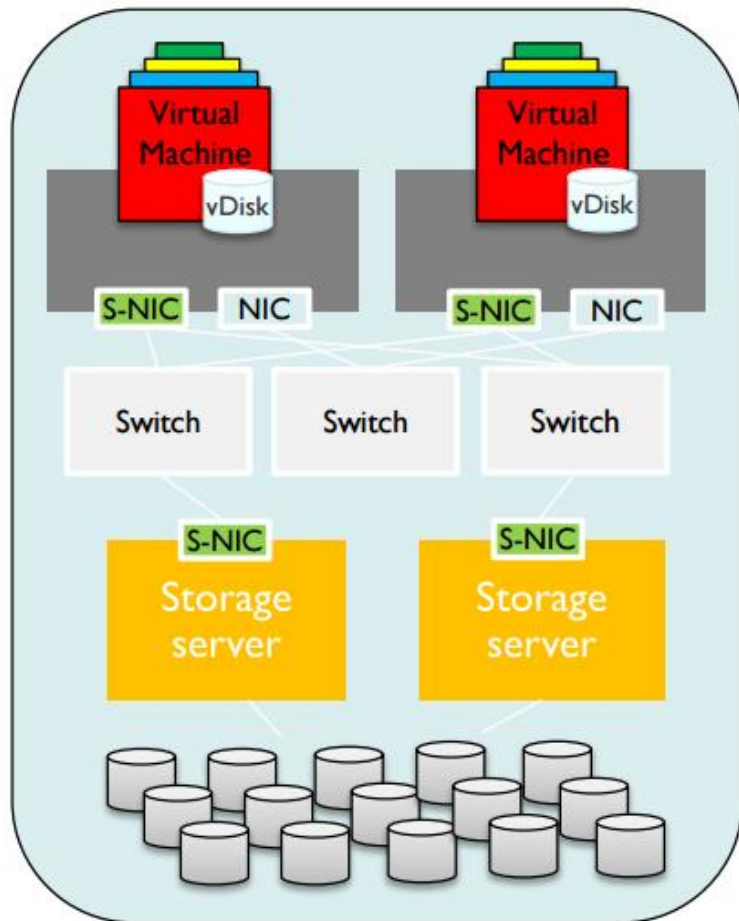 Virtual
Machine
vDisk
Virtual
Machine
vDisk
S-NIC
NIC
S-NIC
NIC
Switch
Switch
Switch
S-NIC
S-NIC
Storage
server
Storage
server